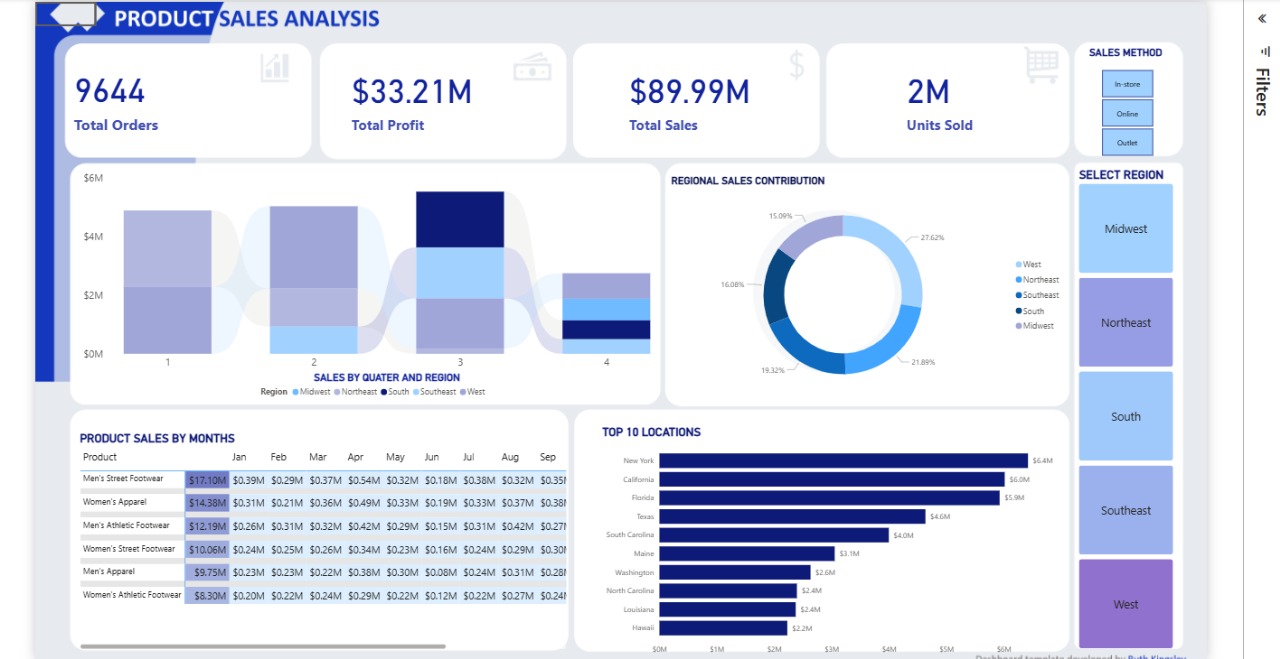 PRODUCT SALES ANALYSIS
9644
Total Orders
$33.21M
Total Profit
$89.99M
Total Sales
2M
Units Sold
SALES METHOD
In-store
Online
Outlet
Filters
$6M
$4M
$2M
$0M
1 2 3 4
SALES BY QUATER AND REGION
Region Midwest Northeast South Southeast West
REGIONAL SALES CONTRIBUTION
15.09%
27.62%
16.08%
19.32%
21.89%
West
Northeast
Southeast
South
Midwest
SELECT REGION
Midwest
Northeast
South
Southeast
West
PRODUCT SALES BY MONTHS
Product Jan Feb Mar Apr May Jun Jul Aug Sep
Men's Street Footwear $17.10M $0.39M $0.29M $0.37M $0.54M $0.32M $0.18M $0.38M $0.32M $0.35
Women's Apparel $14.38M $0.31M $0.21M $0.36M $0.49M $0.33M $0.19M $0.33M $0.37M $0.38
Men's Athletic Footwear $12.19M $0.26M $0.31M $0.32M $0.42M $0.29M $0.15M $0.31M $0.42M $0.27
Women's Street Footwear $10.06M $0.24M $0.25M $0.26M $0.34M $0.23M $0.16M $0.24M $0.29M $0.30
Men's Apparel $9.75M $0.23M $0.23M $0.22M $0.38M $0.30M $0.08M $0.24M $0.31M $0.28
Women's Athletic Footwear $8.30M $0.20M $0.22M $0.24M $0.29M $0.22M $0.12M $0.22M $0.27M $0.24
TOP 10 LOCATIONS
New York $6.4M
California $6.0M
Florida $5.9M
Texas $4.6M
South Carolina $4.0M
Maine $3.1M
Washington $2.6M
North Carolina $2.4M
Louisiana $2.4M
Hawaii $2.2M
$0M $1M $2M $3M $4M $5M $6M
Dashboard template developed by Ruth Kingsley